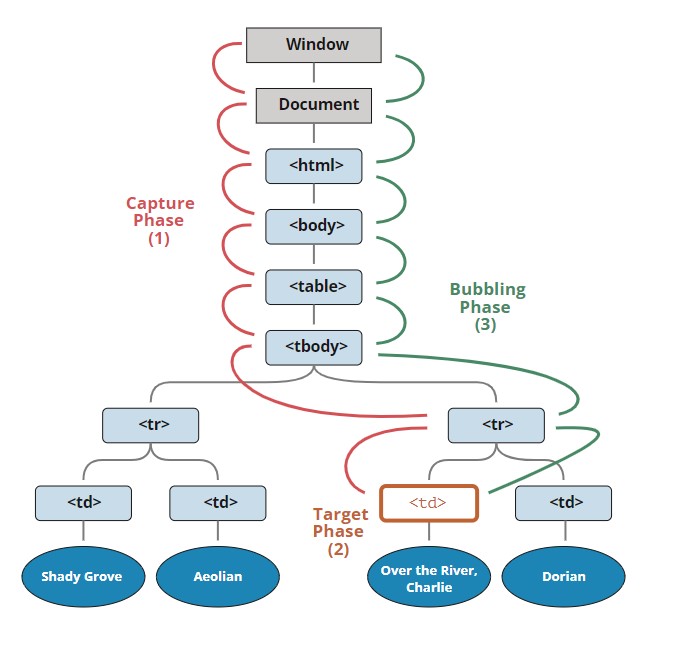 Window
Document
<html>
Capture
Phase
(1)
<body>
<table>
Bubbling
Phase
(3)
<tbody>
<tr>
<tr>
<td>
<td>
<td>
<td>
Target
Phase
(2)
Shady Grove
Aeolian
Over the River,
Charlie
Dorian